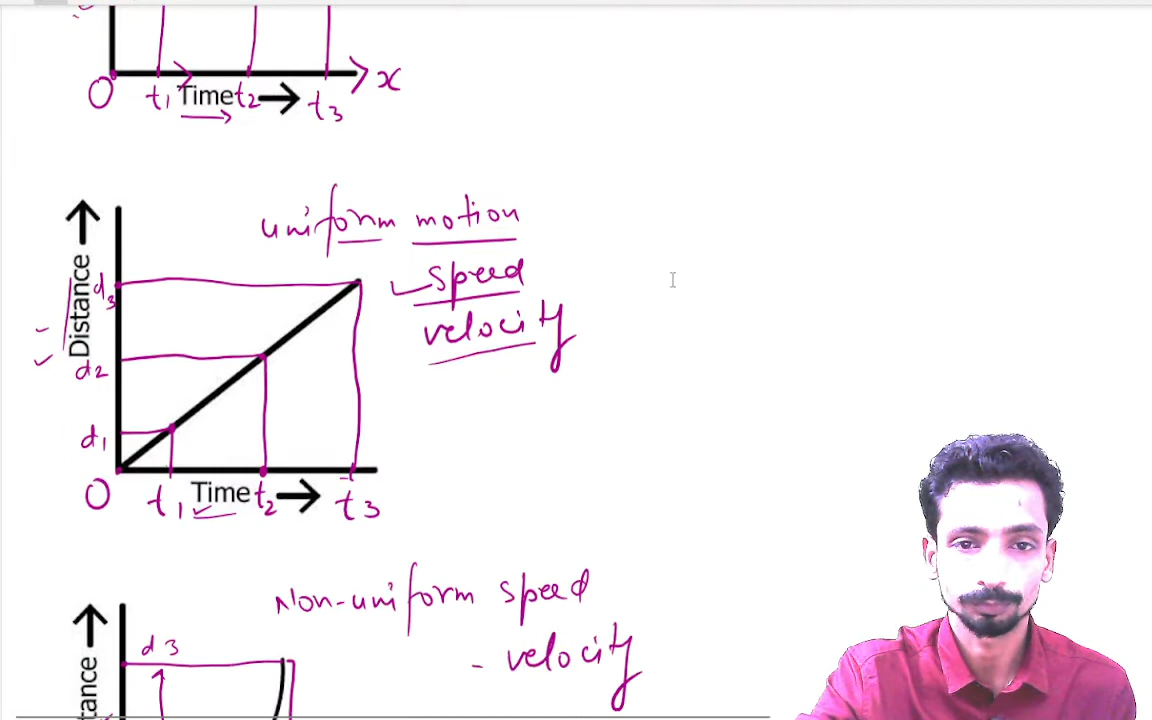 O t1 Time t2 t3 x
uniform motion
speed
velocity
Distance
d3
d2
d1
O t1 Time t2 t3
Non-uniform speed
- velocity
d3
tance